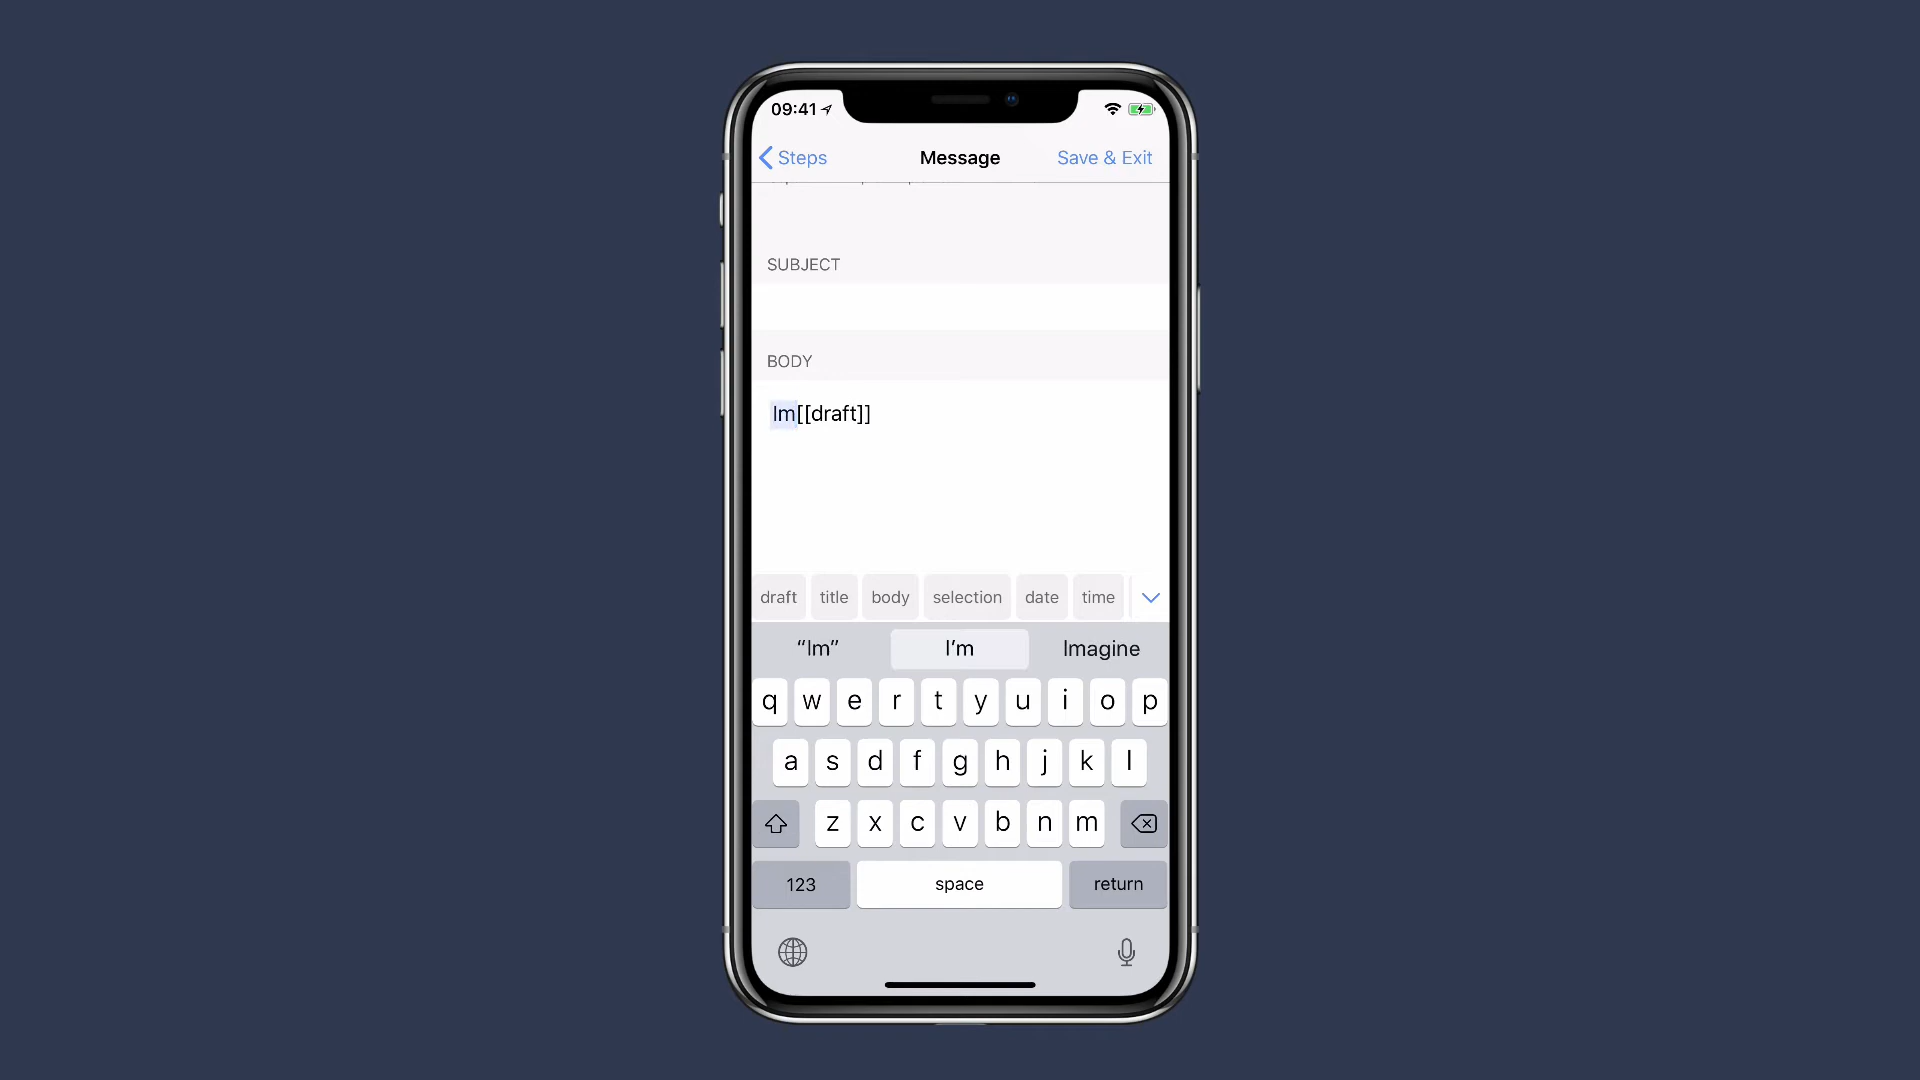 09:41
Steps
Message
Save & Exit
SUBJECT
BODY
Im[[draft]]
draft title body selection date time
“Im” I’m Imagine
q w e r t y u i o p
a s d f g h j k l
z x c v b n m
123 space return